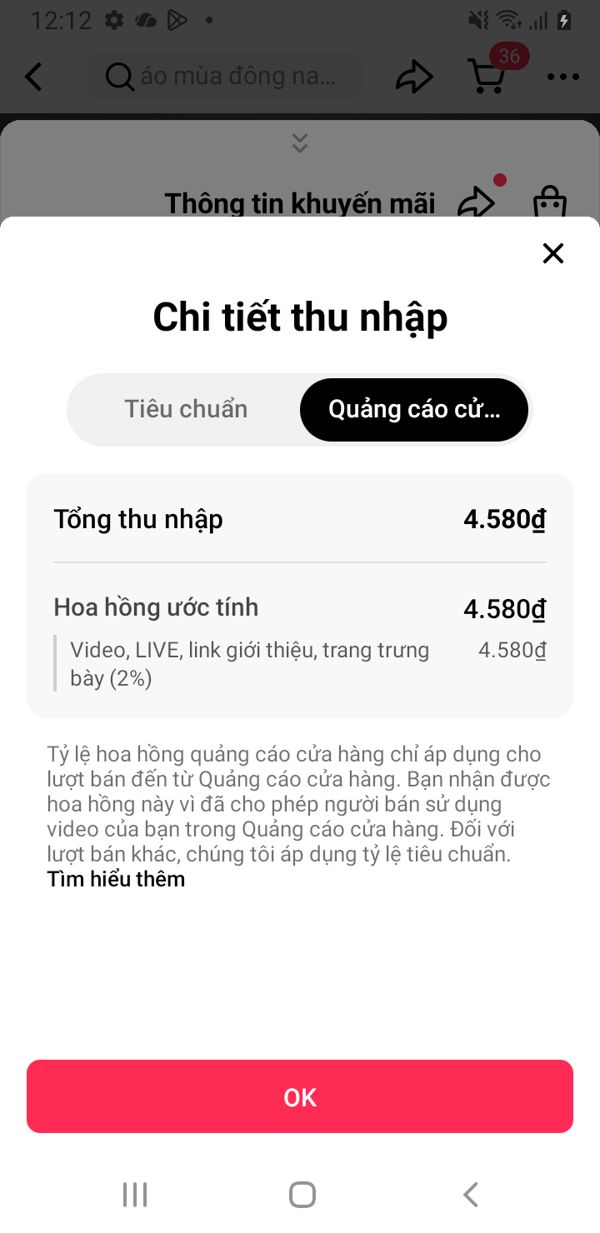 12:12
36
áo mùa đông na...
Thông tin khuyến mãi
Chi tiết thu nhập
Tiêu chuẩn
Quảng cáo cử...
Tổng thu nhập 4.580₫
Hoa hồng ước tính 4.580₫
Video, LIVE, link giới thiệu, trang trưng 4.580₫
bày (2%)
Tỷ lệ hoa hồng quảng cáo cửa hàng chỉ áp dụng cho
lượt bán đến từ Quảng cáo cửa hàng. Bạn nhận được
hoa hồng này vì đã cho phép người bán sử dụng
video của bạn trong Quảng cáo cửa hàng. Đối với
lượt bán khác, chúng tôi áp dụng tỷ lệ tiêu chuẩn.
Tìm hiểu thêm
OK